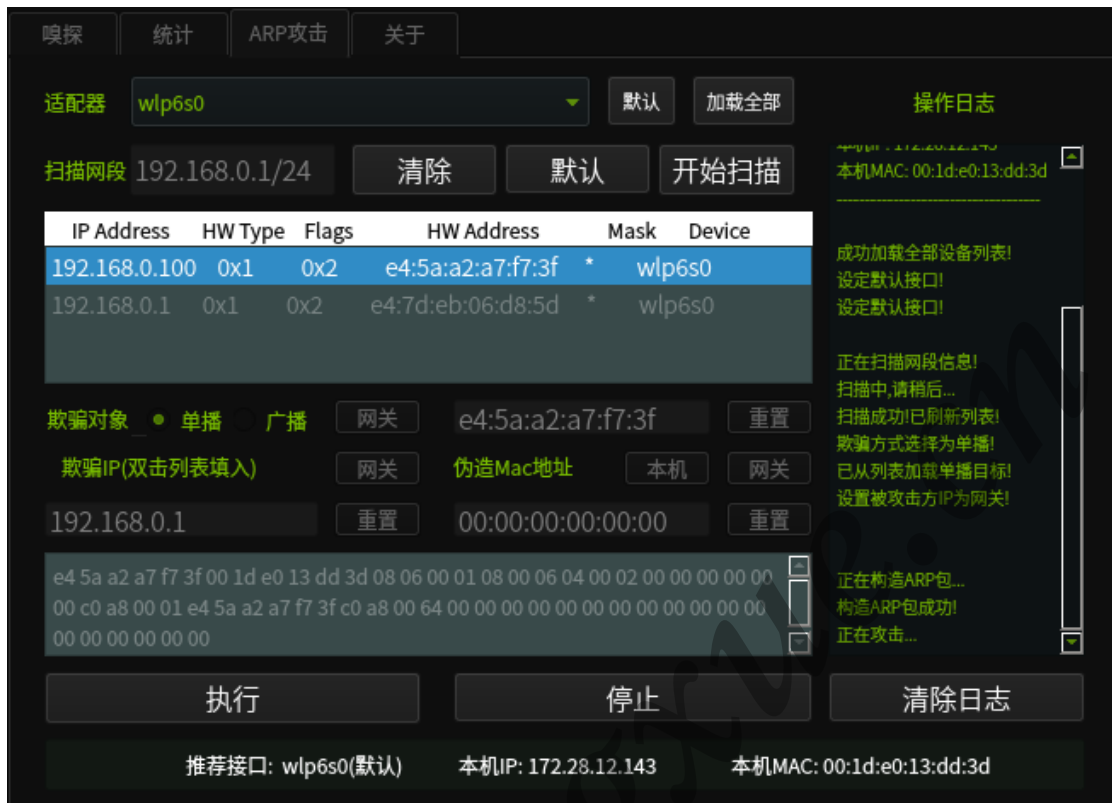 嗅探 统计 ARP攻击 关于
适配器 wlp6s0 默认 加载全部 操作日志
扫描网段 192.168.0.1/24 清除 默认 开始扫描
IP Address HW Type Flags HW Address Mask Device
192.168.0.100 0x1 0x2 e4:5a:a2:a7:f7:3f * wlp6s0
192.168.0.1 0x1 0x2 e4:7d:eb:06:d8:5d * wlp6s0
欺骗对象 单播 广播 网关 e4:5a:a2:a7:f7:3f 重置
欺骗IP(双击列表填入) 网关 伪造Mac地址 本机 网关
192.168.0.1 重置 00:00:00:00:00:00 重置
e4 5a a2 a7 f7 3f 00 1d e0 13 dd 3d 08 06 00 01 08 00 06 04 00 02 00 00 00 00 00
00 c0 a8 00 01 e4 5a a2 a7 f7 3f c0 a8 00 64 00 00 00 00 00 00 00 00 00 00 00 00
00 00 00 00 00 00
本机IP : 172.28.12.143
本机MAC: 00:1d:e0:13:dd:3d
------------------------------------
成功加载全部设备列表!
设定默认接口!
设定默认接口!
正在扫描网段信息!
扫描中,请稍后...
扫描成功!已刷新列表!
欺骗方式选择为单播!
已从列表加载单播目标!
设置被攻击方IP为网关!
正在构造ARP包...
构造ARP包成功!
正在攻击...
执行 停止 清除日志
推荐接口: wlp6s0(默认) 本机IP: 172.28.12.143 本机MAC: 00:1d:e0:13:dd:3d